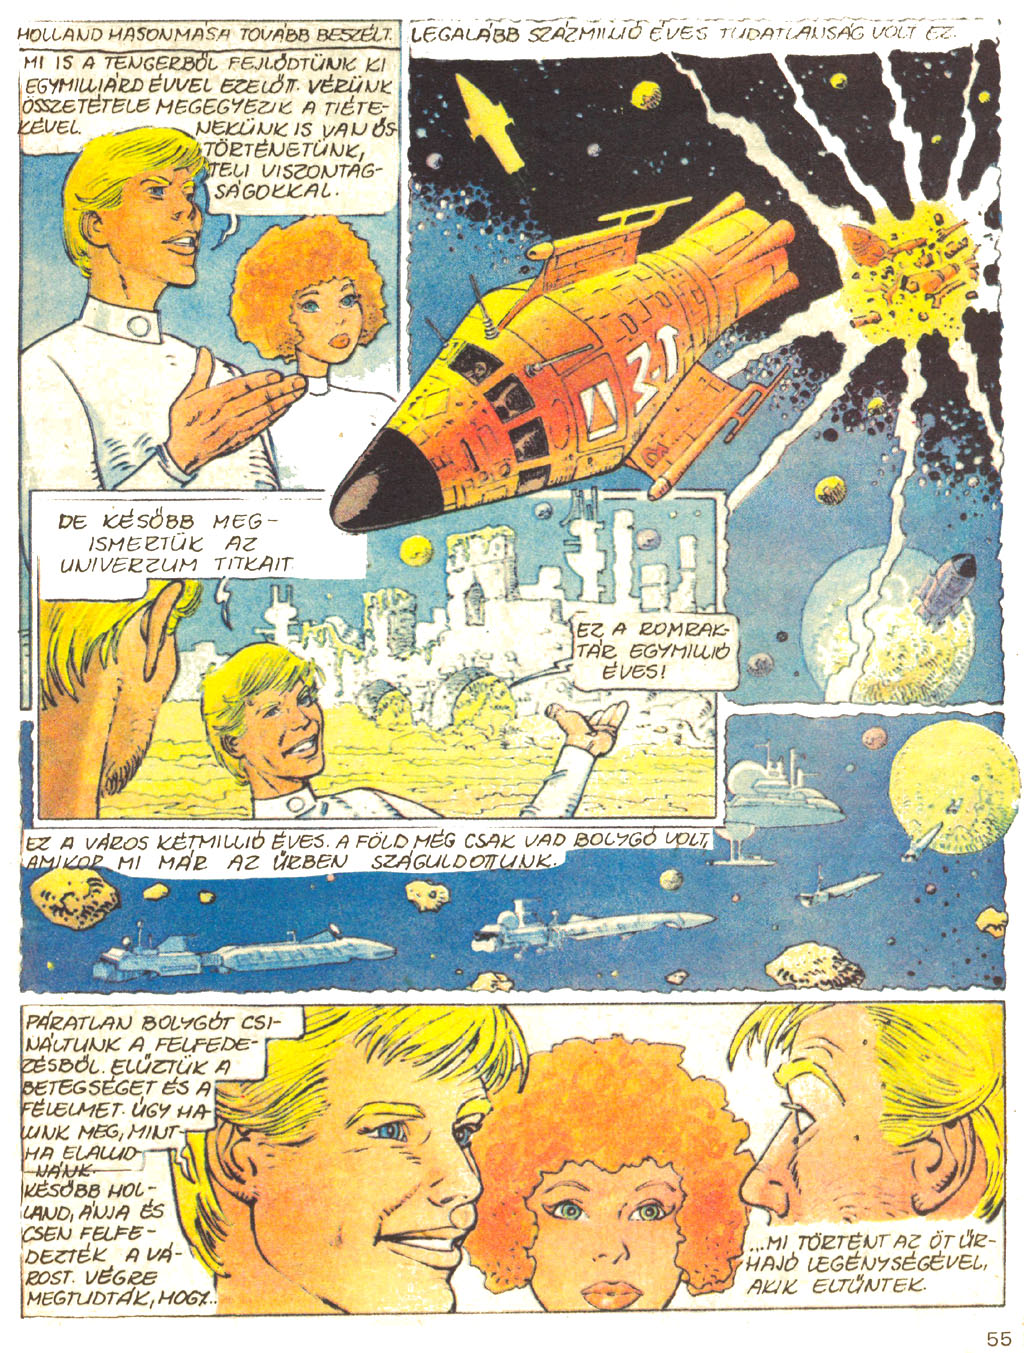 HOLLAND HASONMÁSA TOVÁBB BESZÉLT.
MI IS A TENGERBŐL FEJLŐDTÜNK KI
EGYMILLIÁRD ÉVVEL EZELŐTT. VÉRÜNK
ÖSSZETÉTELE MEGEGYEZIK A TIÉTE-
KÉVEL.
NEKÜNK IS VAN ŐS-
TÖRTÉNETÜNK,
TELI VISZONTAG-
SÁGOKKAL.
LEGALÁBB SZÁZMILLIÓ ÉVES TUDATLANSÁG VOLT EZ.
3-T
DE KÉSŐBB MEG-
ISMERTÜK AZ
UNIVERZUM TITKAIT.
EZ A ROMRAK-
TÁR EGYMILLIÓ
ÉVES!
EZ A VÁROS KÉTMILLIÓ ÉVES. A FÖLD MÉG CSAK VAD BOLYGÓ VOLT,
AMIKOR MI MÁR AZ ŰRBEN SZÁGULDOTTUNK.
PÁRATLAN BOLYGÓT CSI-
NÁLTUNK A FELFEDE-
ZÉSBŐL. ELŰZTÜK A
BETEGSÉGET ÉS A
FÉLELMET. ÚGY HA
LUNK MEG, MINT
HA ELALUD-
NÁNK.
KÉSŐBB HOL-
LAND, ÁNJA ÉS
CSEN FELFE-
DEZTÉK A VÁ-
ROST. VÉGRE
MEGTUDTÁK, HOGY...
...MI TÖRTÉNT AZ ÖT ŰR-
HAJÓ LEGÉNYSÉGÉVEL,
AKIK ELTŰNTEK.
55